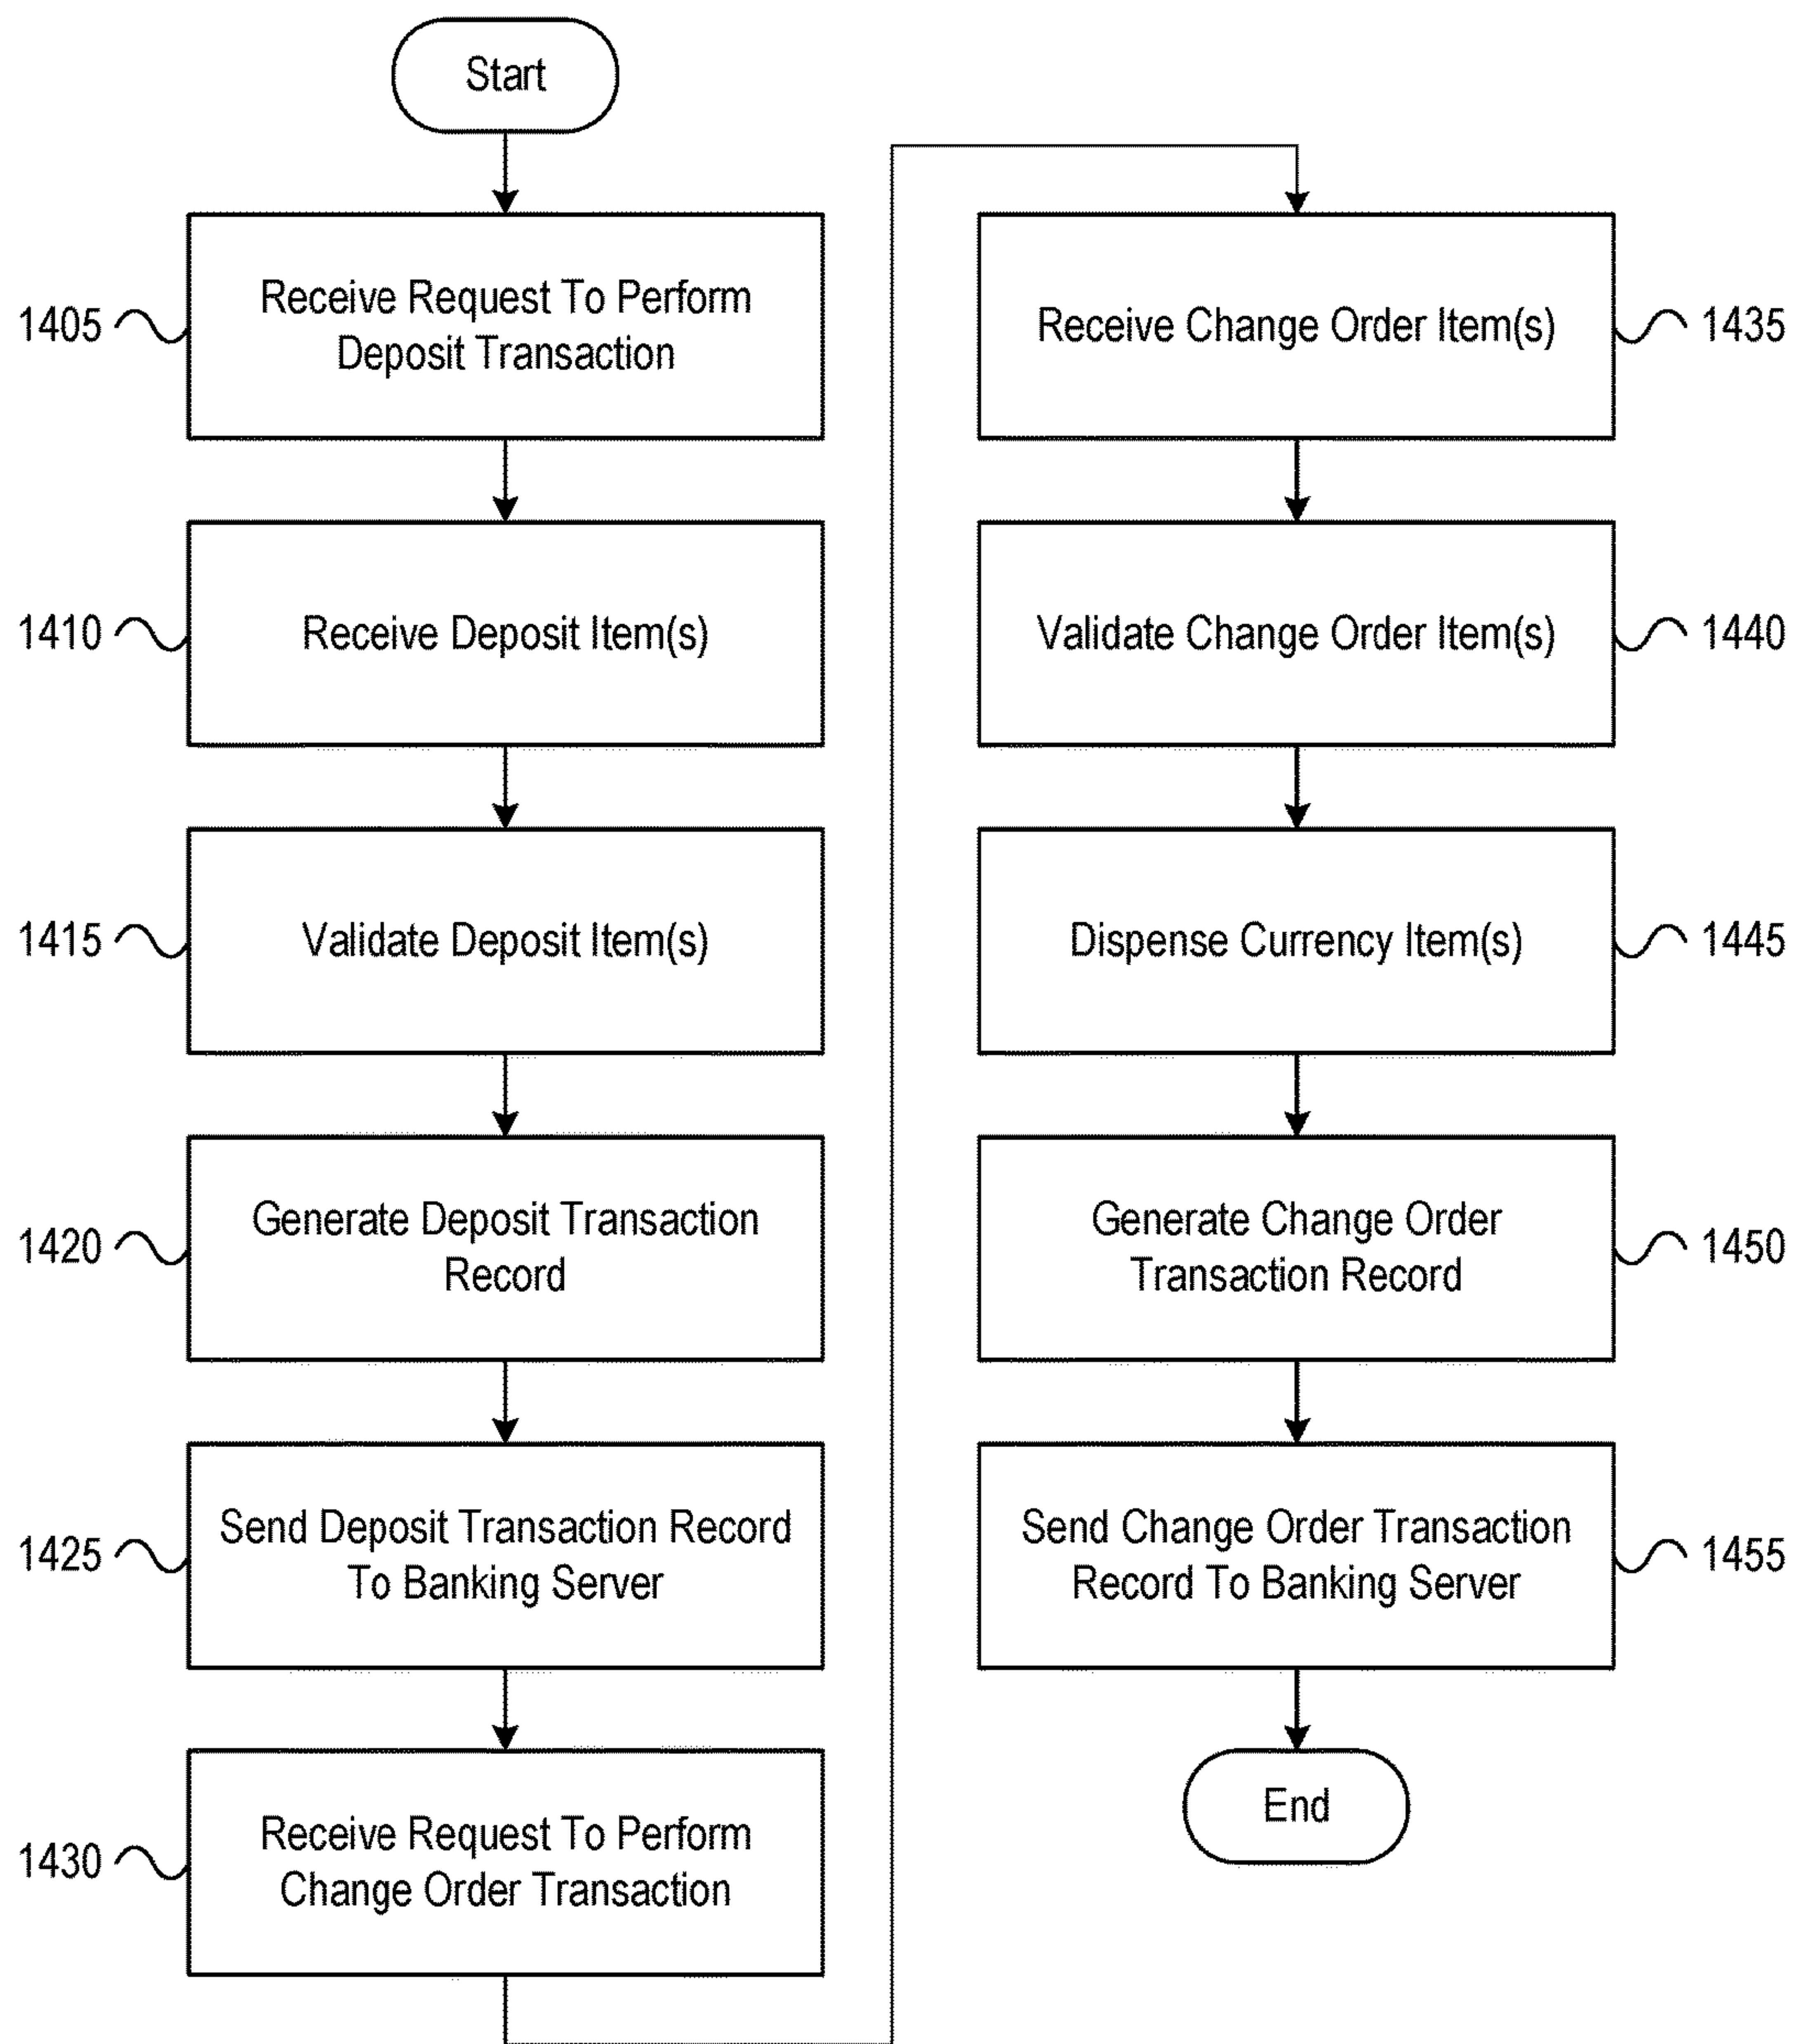 Start
1405
Receive Request To Perform
Deposit Transaction
1410
Receive Deposit Item(s)
1415
Validate Deposit Item(s)
1420
Generate Deposit Transaction
Record
1425
Send Deposit Transaction Record
To Banking Server
1430
Receive Request To Perform
Change Order Transaction
Receive Change Order Item(s)
1435
Validate Change Order Item(s)
1440
Dispense Currency Item(s)
1445
Generate Change Order
Transaction Record
1450
Send Change Order Transaction
Record To Banking Server
1455
End